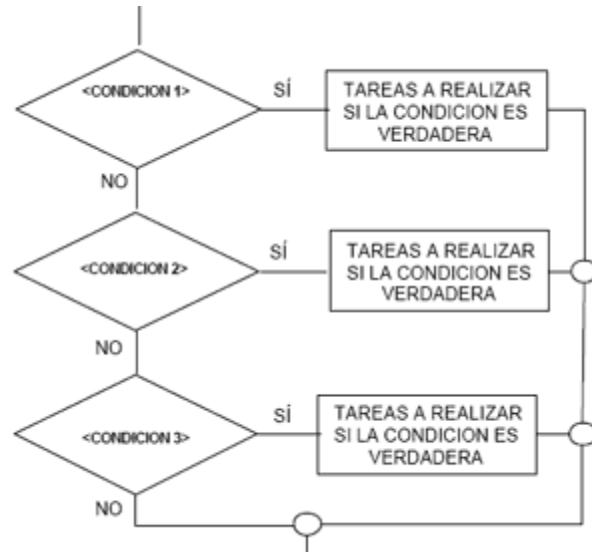 <CONDICION 1>
SÍ
TAREAS A REALIZAR
SI LA CONDICION ES
VERDADERA
NO
<CONDICION 2>
SÍ
TAREAS A REALIZAR
SI LA CONDICION ES
VERDADERA
NO
<CONDICION 3>
SÍ
TAREAS A REALIZAR
SI LA CONDICION ES
VERDADERA
NO